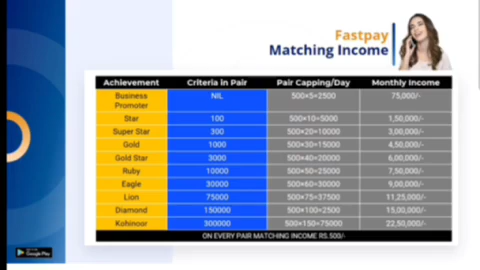 Fastpay
Matching Income
Achievement Criteria in Pair Pair Capping/Day Monthly Income
Business Promoter NIL 500×5=2500 75,000/-
Star 100 500×10=5000 1,50,000/-
Super Star 300 500×20=10000 3,00,000/-
Gold 1000 500×30=15000 4,50,000/-
Gold Star 3000 500×40=20000 6,00,000/-
Ruby 10000 500×50=25000 7,50,000/-
Eagle 30000 500×60=30000 9,00,000/-
Lion 75000 500×75=37500 11,25,000/-
Diamond 150000 500×100=2500 15,00,000/-
Kohinoor 300000 500×150=75000 22,50,000/-
ON EVERY PAIR MATCHING INCOME RS.500/-
Google Play